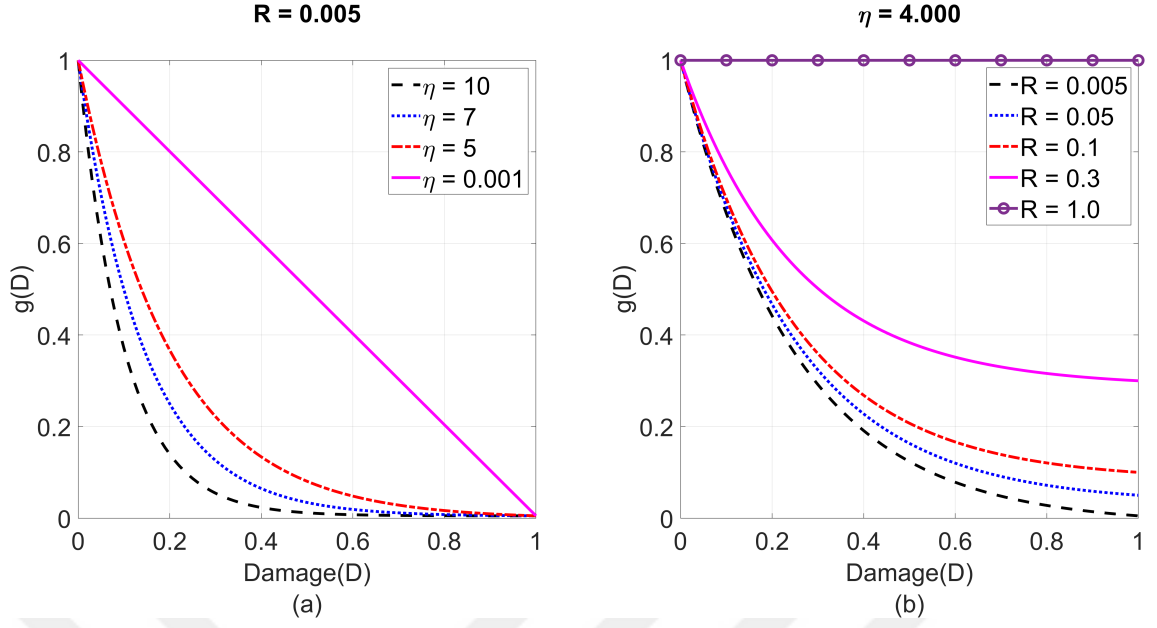 R = 0.005
1
0.8
0.6
0.4
0.2
0
g(D)
η = 10
η = 7
η = 5
η = 0.001
0 0.2 0.4 0.6 0.8 1
Damage(D)
(a)
η = 4.000
1
0.8
0.6
0.4
0.2
0
g(D)
R = 0.005
R = 0.05
R = 0.1
R = 0.3
R = 1.0
0 0.2 0.4 0.6 0.8 1
Damage(D)
(b)